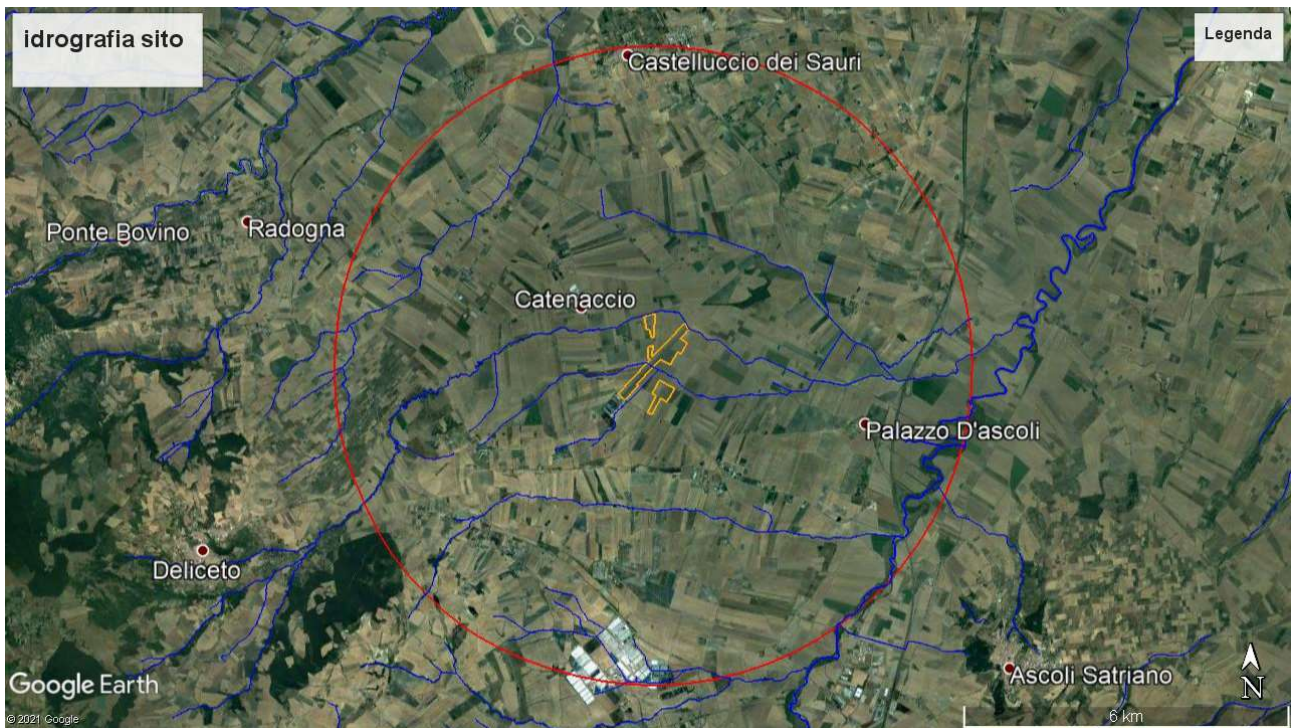 idrografia sito
Legenda
Castelluccio dei Sauri
Ponte Bovino
Radogna
Catenaccio
Palazzo D'ascoli
Deliceto
Ascoli Satriano
Google Earth
N
© 2021 Google
6 km